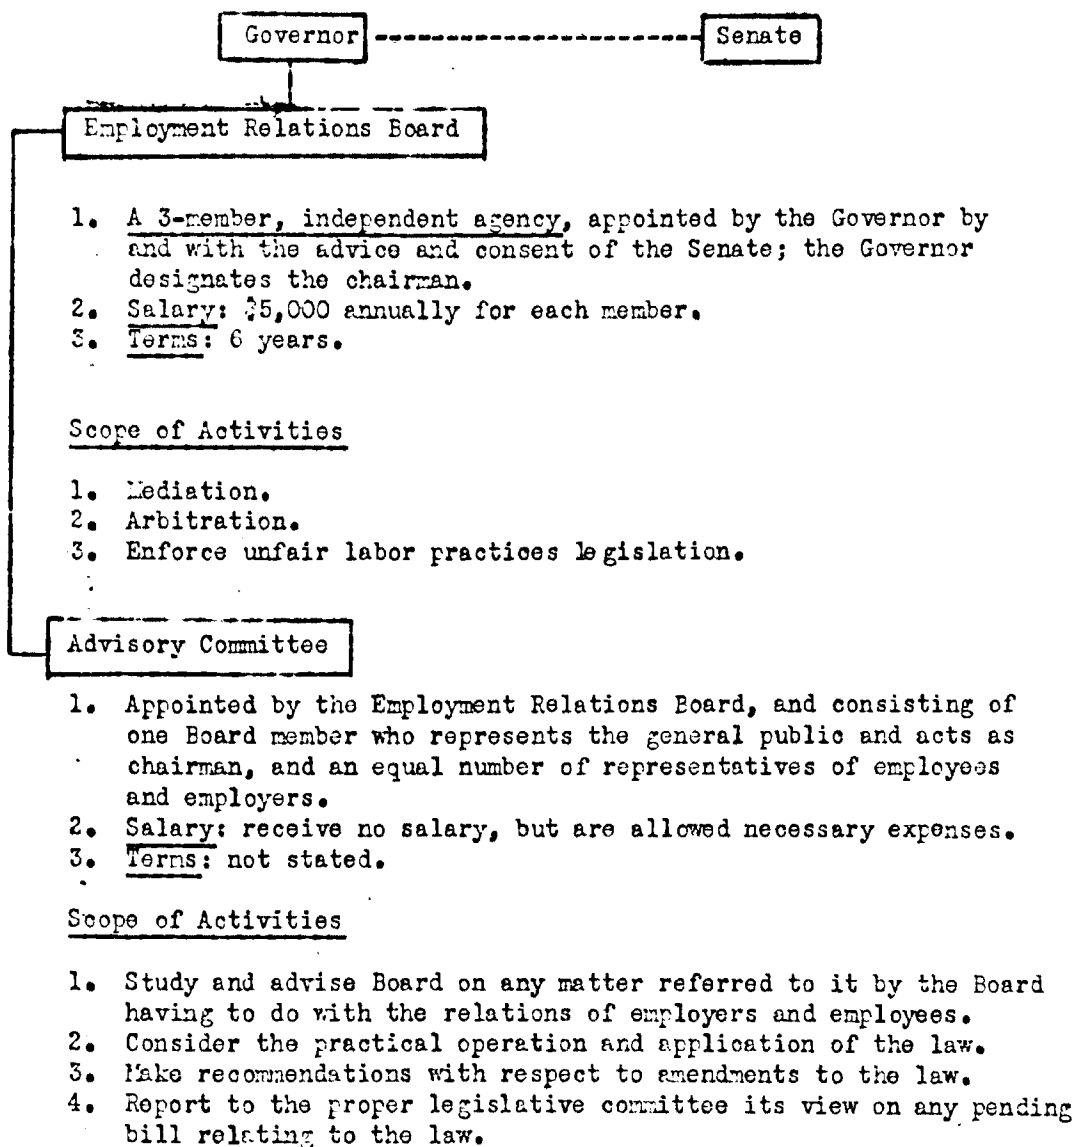 Governor Senate
Employment Relations Board
1. A 3-member, independent agency, appointed by the Governor by
and with the advice and consent of the Senate; the Governor
designates the chairman.
2. Salary: $5,000 annually for each member.
3. Terms: 6 years.
Scope of Activities
1. Mediation.
2. Arbitration.
3. Enforce unfair labor practices legislation.
Advisory Committee
1. Appointed by the Employment Relations Board, and consisting of
one Board member who represents the general public and acts as
chairman, and an equal number of representatives of employees
and employers.
2. Salary: receive no salary, but are allowed necessary expenses.
3. Terms: not stated.
Scope of Activities
1. Study and advise Board on any matter referred to it by the Board
having to do with the relations of employers and employees.
2. Consider the practical operation and application of the law.
3. Make recommendations with respect to amendments to the law.
4. Report to the proper legislative committee its view on any pending
bill relating to the law.